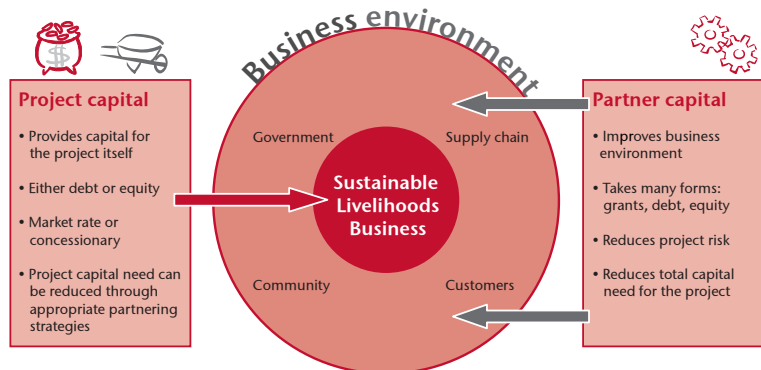 Business environment
Project capital
• Provides capital for
the project itself
• Either debt or equity
• Market rate or
concessionary
• Project capital need can
be reduced through
appropriate partnering
strategies
$
Government
Supply chain
Sustainable
Livelihoods
Business
Community
Customers
Partner capital
• Improves business
environment
• Takes many forms:
grants, debt, equity
• Reduces project risk
• Reduces total capital
need for the project